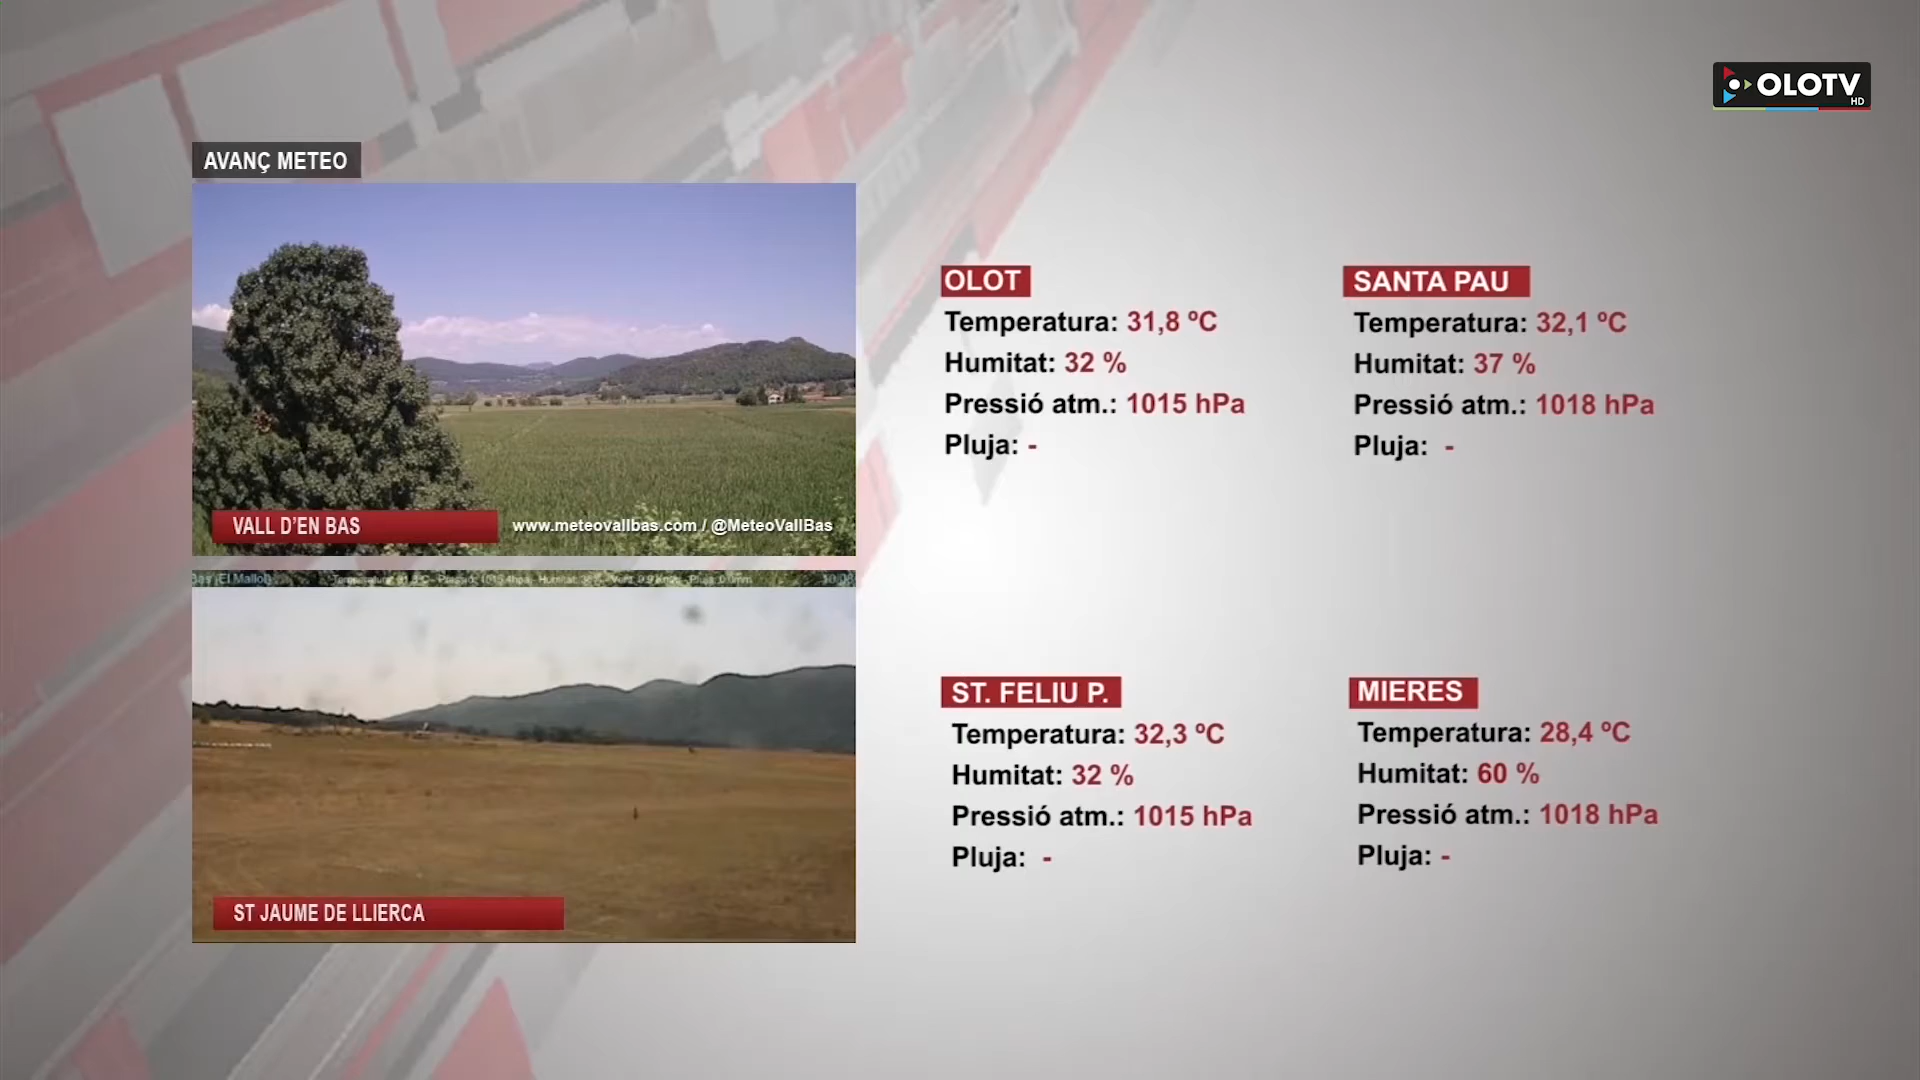 OLOTV
HD
AVANÇ METEO
VALL D'EN BAS
www.meteovallbas.com / @MeteoVallBas
ST JAUME DE LLIERCA
OLOT
Temperatura: 31,8 ºC
Humitat: 32 %
Pressió atm.: 1015 hPa
Pluja: -
SANTA PAU
Temperatura: 32,1 ºC
Humitat: 37 %
Pressió atm.: 1018 hPa
Pluja: -
ST. FELIU P.
Temperatura: 32,3 ºC
Humitat: 32 %
Pressió atm.: 1015 hPa
Pluja: -
MIERES
Temperatura: 28,4 ºC
Humitat: 60 %
Pressió atm.: 1018 hPa
Pluja: -